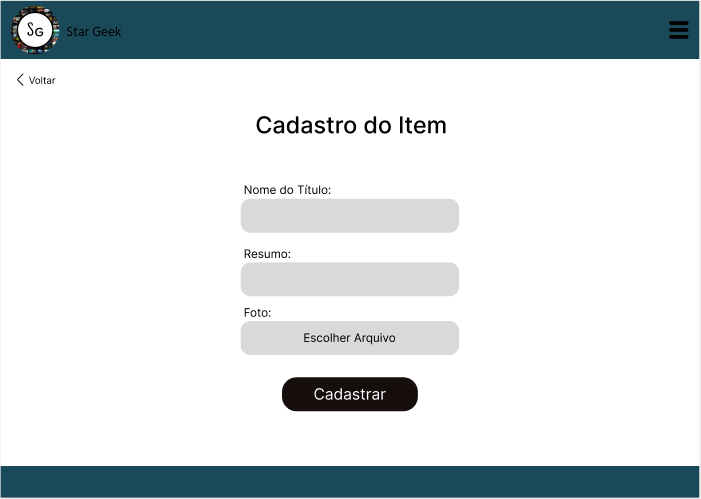 SG
Star Geek
Voltar
Cadastro do Item
Nome do Título:
Resumo:
Foto:
Escolher Arquivo
Cadastrar